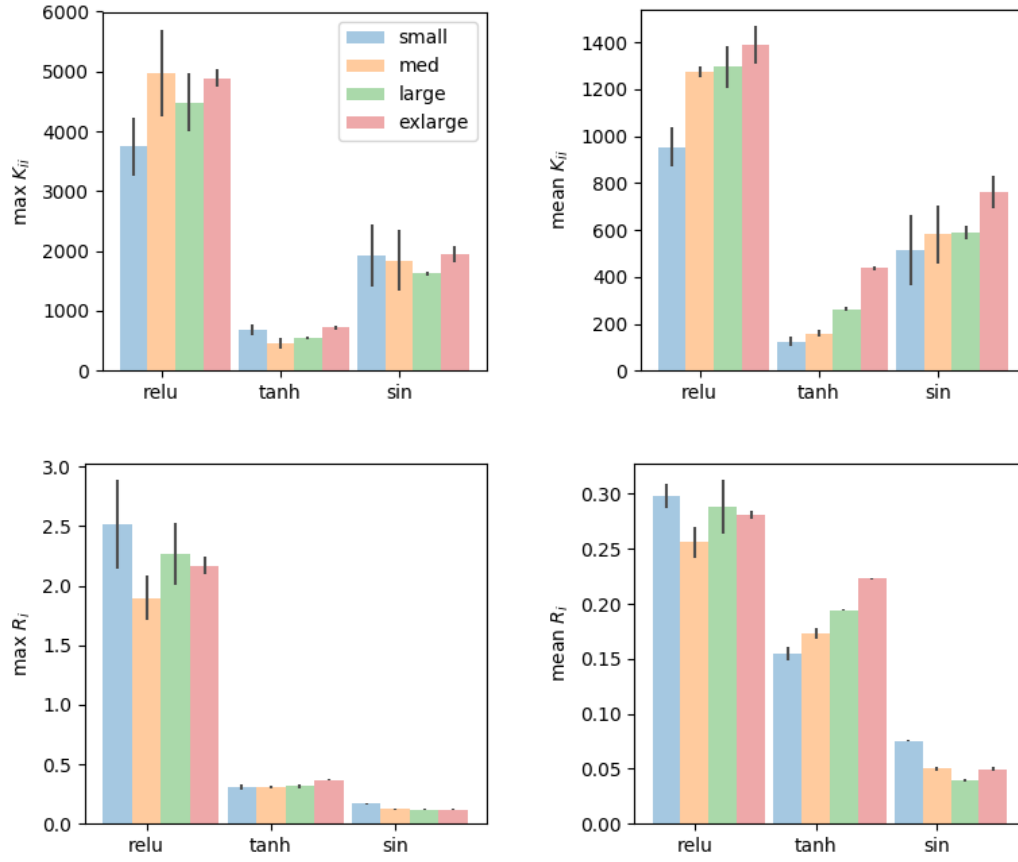 6000
5000
4000
3000
2000
1000
0
max K_ii
relu tanh sin
small
med
large
exlarge
1400
1200
1000
800
600
400
200
0
mean K_ii
relu tanh sin
3.0
2.5
2.0
1.5
1.0
0.5
0.0
max R_i
relu tanh sin
0.30
0.25
0.20
0.15
0.10
0.05
0.00
mean R_i
relu tanh sin